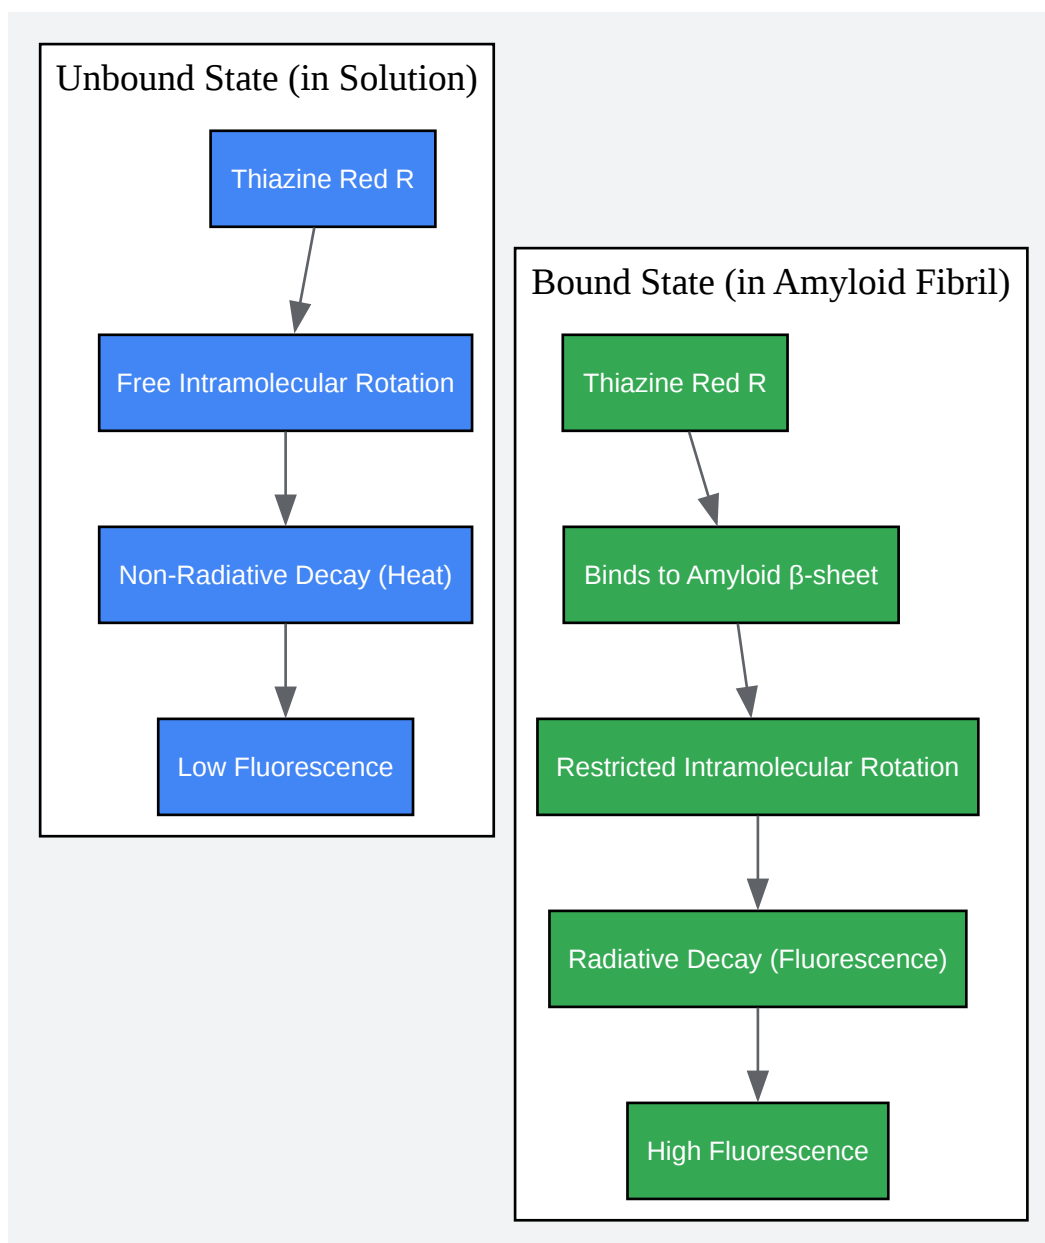 Unbound State (in Solution)
Thiazine Red R
Free Intramolecular Rotation
Non-Radiative Decay (Heat)
Low Fluorescence
Bound State (in Amyloid Fibril)
Thiazine Red R
Binds to Amyloid β-sheet
Restricted Intramolecular Rotation
Radiative Decay (Fluorescence)
High Fluorescence